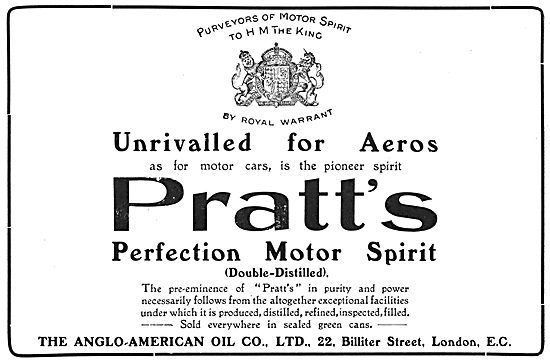 PURVEYORS OF MOTOR SPIRIT
TO H M THE KING
BY ROYAL WARRANT
Unrivalled for Aeros
as for motor cars, is the pioneer spirit
Pratt's
Perfection Motor Spirit
(Double-Distilled).
The pre-eminence of "Pratt's" in purity and power
necessarily follows from the altogether exceptional facilities
under which it is produced, distilled, refined, inspected, filled.
Sold everywhere in sealed green cans.
THE ANGLO-AMERICAN OIL CO., LTD., 22, Billiter Street, London, E.C.